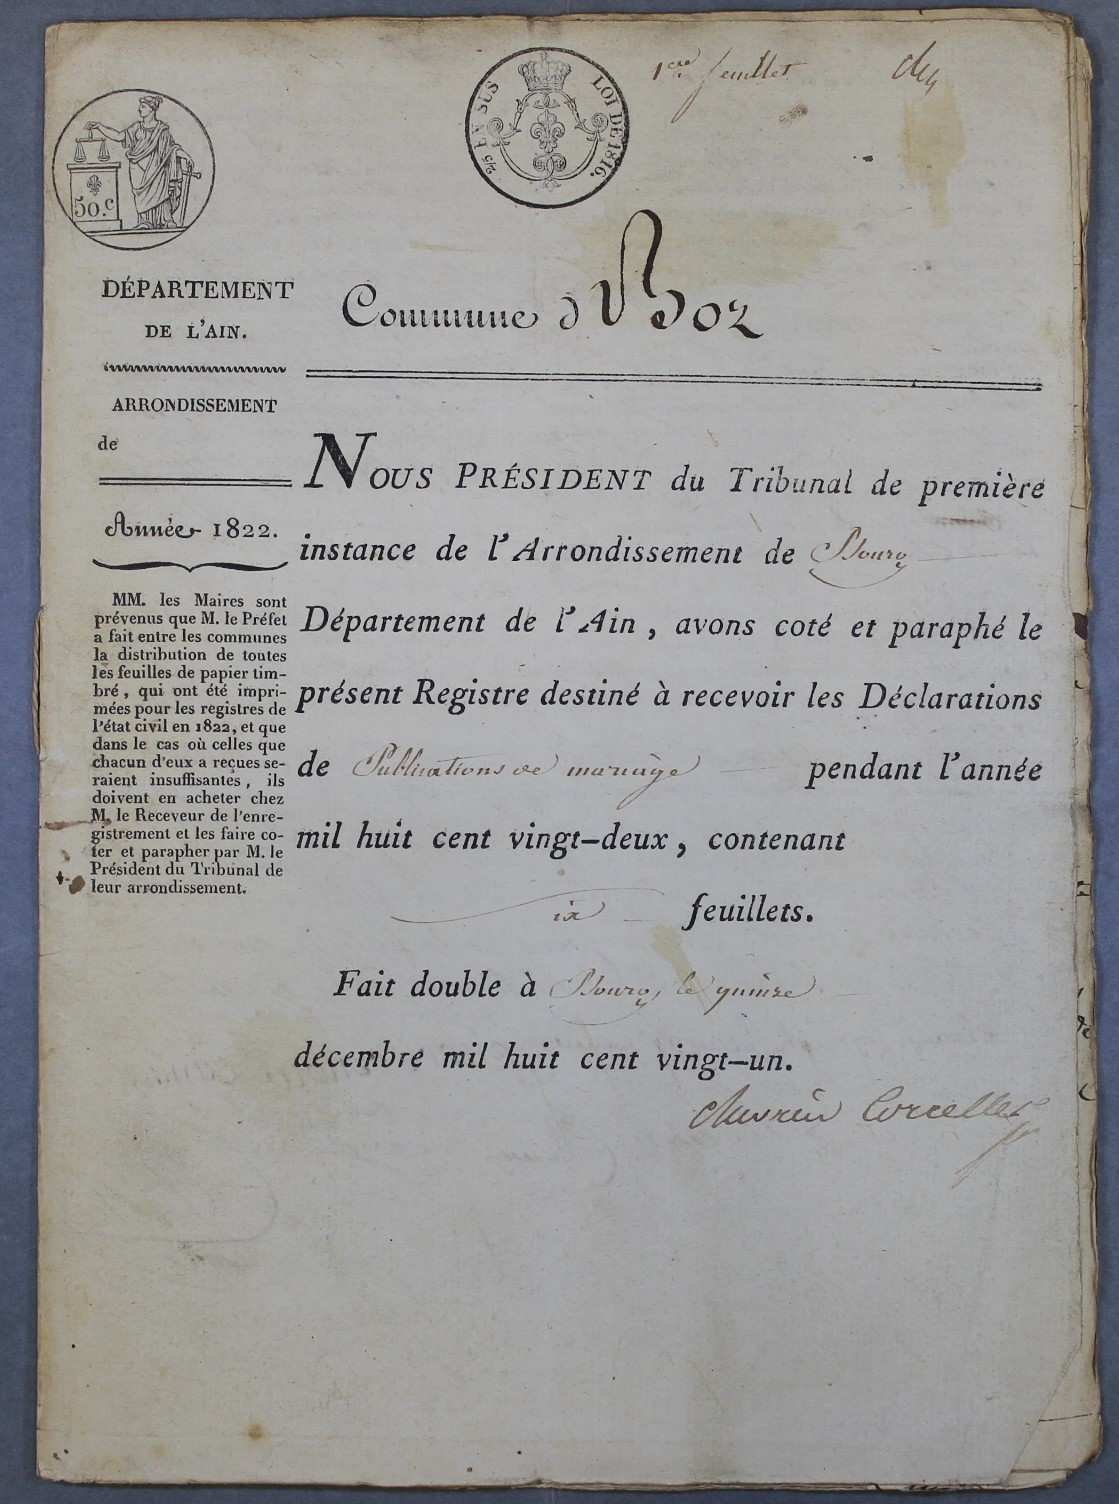 1ere feuillet
2/5 EN SUS
LOI DE 1816.
50.c
DÉPARTEMENT
DE L'AIN.
Commune d Boz
ARRONDISSEMENT
de
Année 1822.
MM. les Maires sont
prévenus que M. le Préfet
a fait entre les communes
la distribution de toutes
les feuilles de papier tim-
bré, qui ont été impri-
mées pour les registres de
l'état civil en 1822, et que
dans le cas où celles que
chacun d'eux a reçues se-
raient insuffisantes, ils
doivent en acheter chez
M. le Receveur de l'enre-
gistrement et les faire co-
ter et parapher par M. le
Président du Tribunal de
leur arrondissement.
NOUS PRÉSIDENT du Tribunal de première
instance de l'Arrondissement de Bourg
Département de l'Ain, avons coté et paraphé le
présent Registre destiné à recevoir les Déclarations
de Publications de mariage pendant l'année
mil huit cent vingt-deux, contenant
six feuillets.
Fait double à Bourg, le quinze
décembre mil huit cent vingt-un.